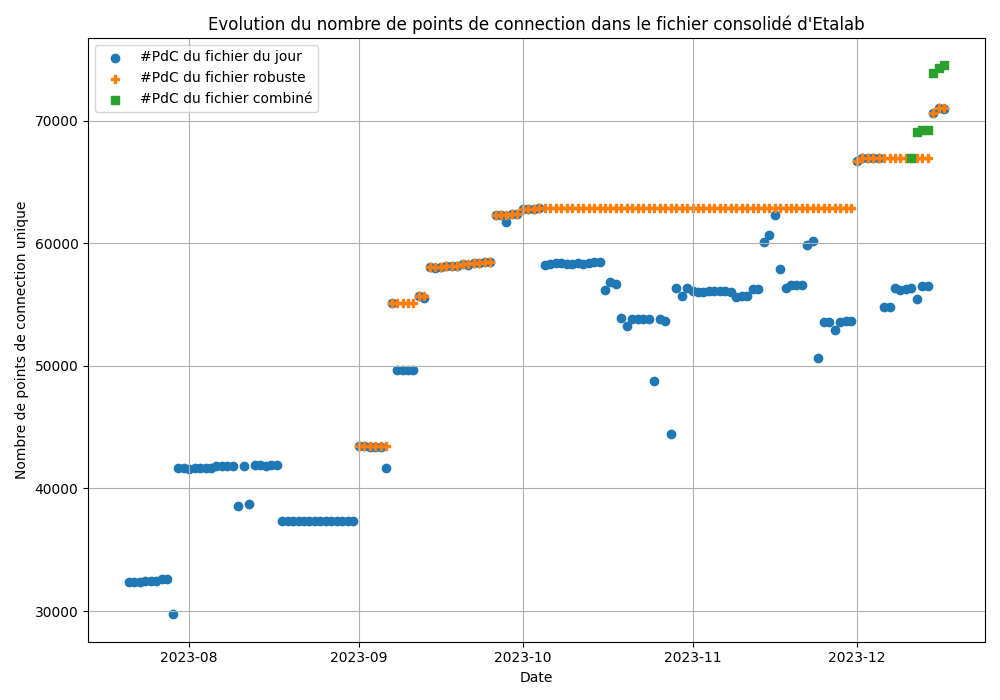 Evolution du nombre de points de connection dans le fichier consolidé d'Etalab
#PdC du fichier du jour
#PdC du fichier robuste
#PdC du fichier combiné
Nombre de points de connection unique
70000
60000
50000
40000
30000
2023-08
2023-09
2023-10
2023-11
2023-12
Date